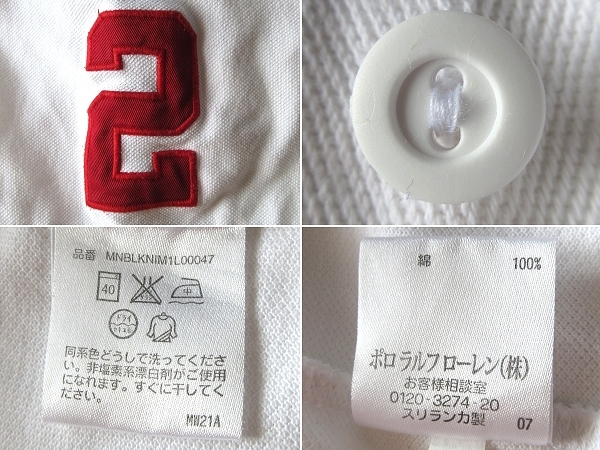 2
品番 MNBLKNIM1L00047
40
ドライ
同系色どうしで洗ってくださ
い。非塩素系漂白剤がご使用
になれます。すぐに干してく
ださい。
MW21A
綿 100%
ポロ ラルフ ローレン(株)
お客様相談室
0120-3274-20
スリランカ製 07